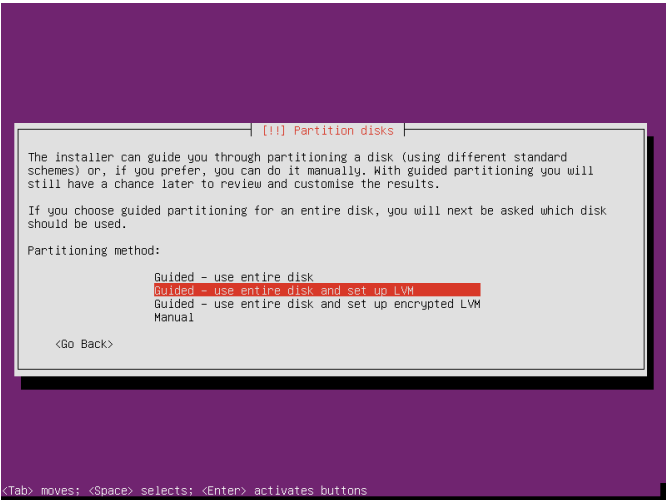 [!!] Partition disks
The installer can guide you through partitioning a disk (using different standard
schemes) or, if you prefer, you can do it manually. With guided partitioning you will
still have a chance later to review and customise the results.
If you choose guided partitioning for an entire disk, you will next be asked which disk
should be used.
Partitioning method:
Guided - use entire disk
Guided - use entire disk and set up LVM
Guided - use entire disk and set up encrypted LVM
Manual
<Go Back>
<Tab> moves; <Space> selects; <Enter> activates buttons